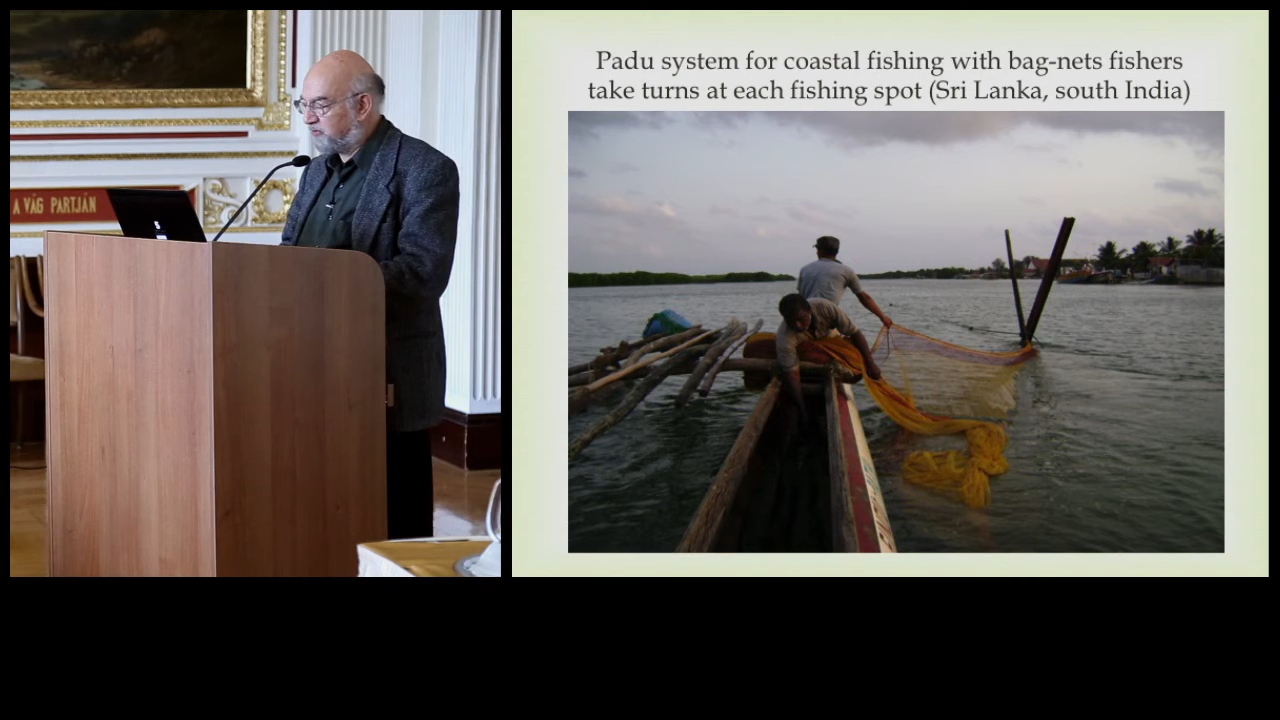 A VÁG PARTJÁN
Padu system for coastal fishing with bag-nets fishers
take turns at each fishing spot (Sri Lanka, south India)